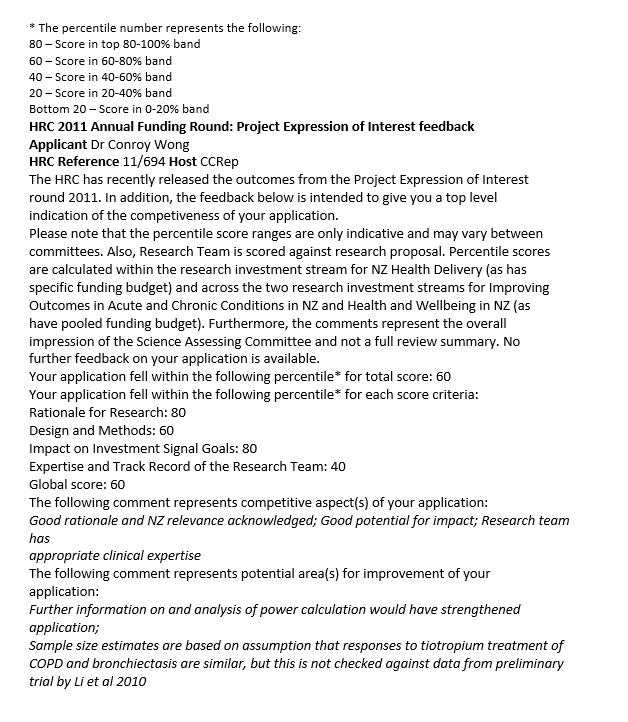 * The percentile number represents the following:
80 – Score in top 80-100% band
60 – Score in 60-80% band
40 – Score in 40-60% band
20 – Score in 20-40% band
Bottom 20 – Score in 0-20% band
HRC 2011 Annual Funding Round: Project Expression of Interest feedback
Applicant Dr Conroy Wong
HRC Reference 11/694 Host CCRep
The HRC has recently released the outcomes from the Project Expression of Interest
round 2011. In addition, the feedback below is intended to give you a top level
indication of the competiveness of your application.
Please note that the percentile score ranges are only indicative and may vary between
committees. Also, Research Team is scored against research proposal. Percentile scores
are calculated within the research investment stream for NZ Health Delivery (as has
specific funding budget) and across the two research investment streams for Improving
Outcomes in Acute and Chronic Conditions in NZ and Health and Wellbeing in NZ (as
have pooled funding budget). Furthermore, the comments represent the overall
impression of the Science Assessing Committee and not a full review summary. No
further feedback on your application is available.
Your application fell within the following percentile* for total score: 60
Your application fell within the following percentile* for each score criteria:
Rationale for Research: 80
Design and Methods: 60
Impact on Investment Signal Goals: 80
Expertise and Track Record of the Research Team: 40
Global score: 60
The following comment represents competitive aspect(s) of your application:
Good rationale and NZ relevance acknowledged; Good potential for impact; Research team
has
appropriate clinical expertise
The following comment represents potential area(s) for improvement of your
application:
Further information on and analysis of power calculation would have strengthened
application;
Sample size estimates are based on assumption that responses to tiotropium treatment of
COPD and bronchiectasis are similar, but this is not checked against data from preliminary
trial by Li et al 2010